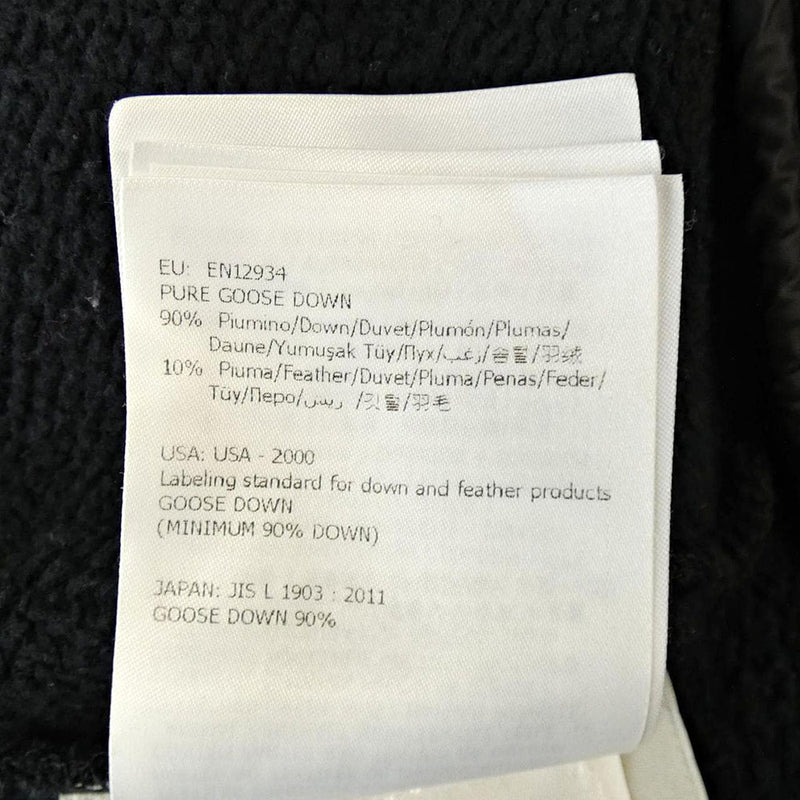 EU: EN12934
PURE GOOSE DOWN
90% Piumino/Down/Duvet/Plumón/Plumas/
Daune/Yumuşak Tüy/Пух/زغب/솜털/羽绒
10% Piuma/Feather/Duvet/Pluma/Penas/Feder/
Tüy/Перо/ريش /깃털/羽毛
USA: USA - 2000
Labeling standard for down and feather products
GOOSE DOWN
(MINIMUM 90% DOWN)
JAPAN: JIS L 1903 : 2011
GOOSE DOWN 90%